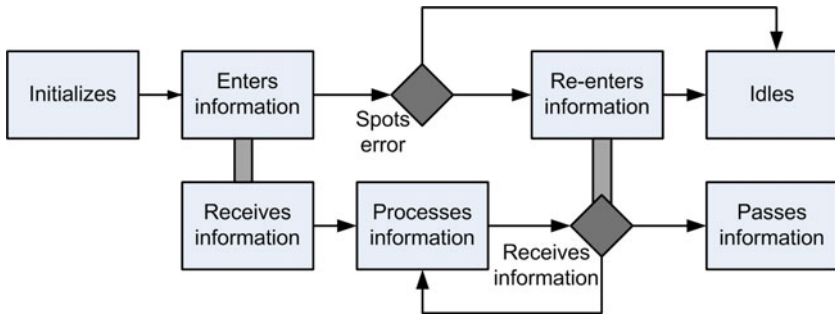 Initializes
Enters
information
Spots
error
Re-enters
information
Idles
Receives
information
Processes
information
Receives
information
Passes
information